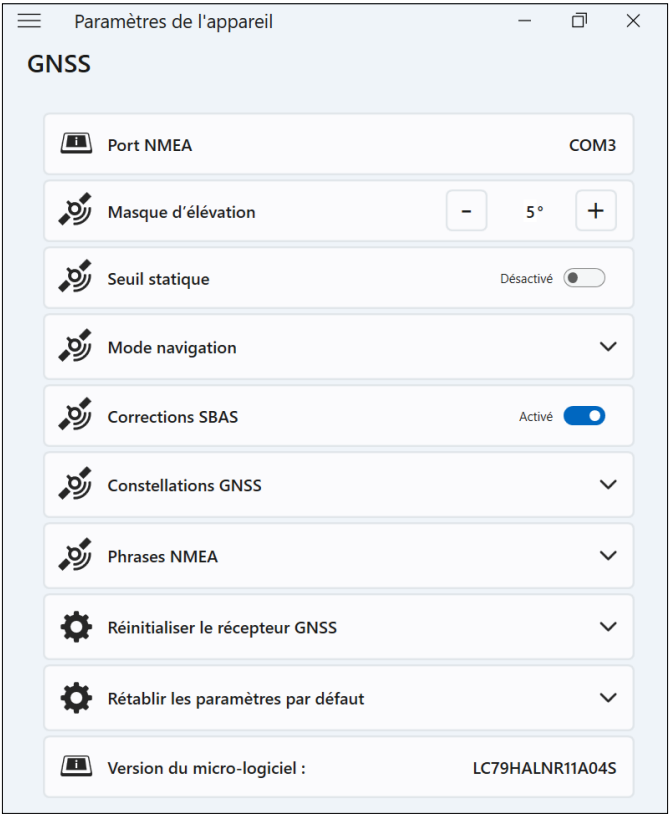 Paramètres de l'appareil
GNSS
Port NMEA COM3
Masque d’élévation - 5° +
Seuil statique Désactivé
Mode navigation
Corrections SBAS Activé
Constellations GNSS
Phrases NMEA
Réinitialiser le récepteur GNSS
Rétablir les paramètres par défaut
Version du micro-logiciel : LC79HALNR11A04S